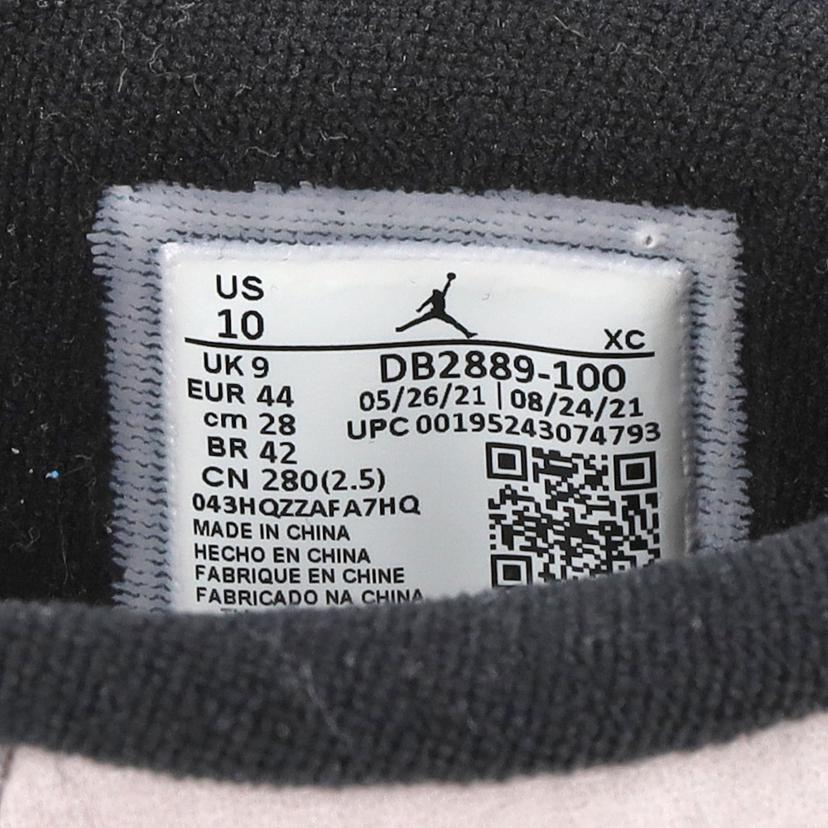 US
10
XC
UK 9
DB2889-100
EUR 44
05/26/21 | 08/24/21
cm 28
UPC 00195243074793
BR 42
CN 280(2.5)
043HQZZAFA7HQ
MADE IN CHINA
HECHO EN CHINA
FABRIQUE EN CHINE
FABRICADO NA CHINA